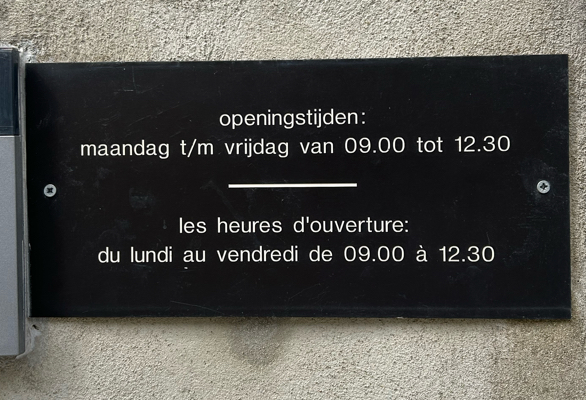 openingstijden:
maandag t/m vrijdag van 09.00 tot 12.30
les heures d'ouverture:
du lundi au vendredi de 09.00 à 12.30